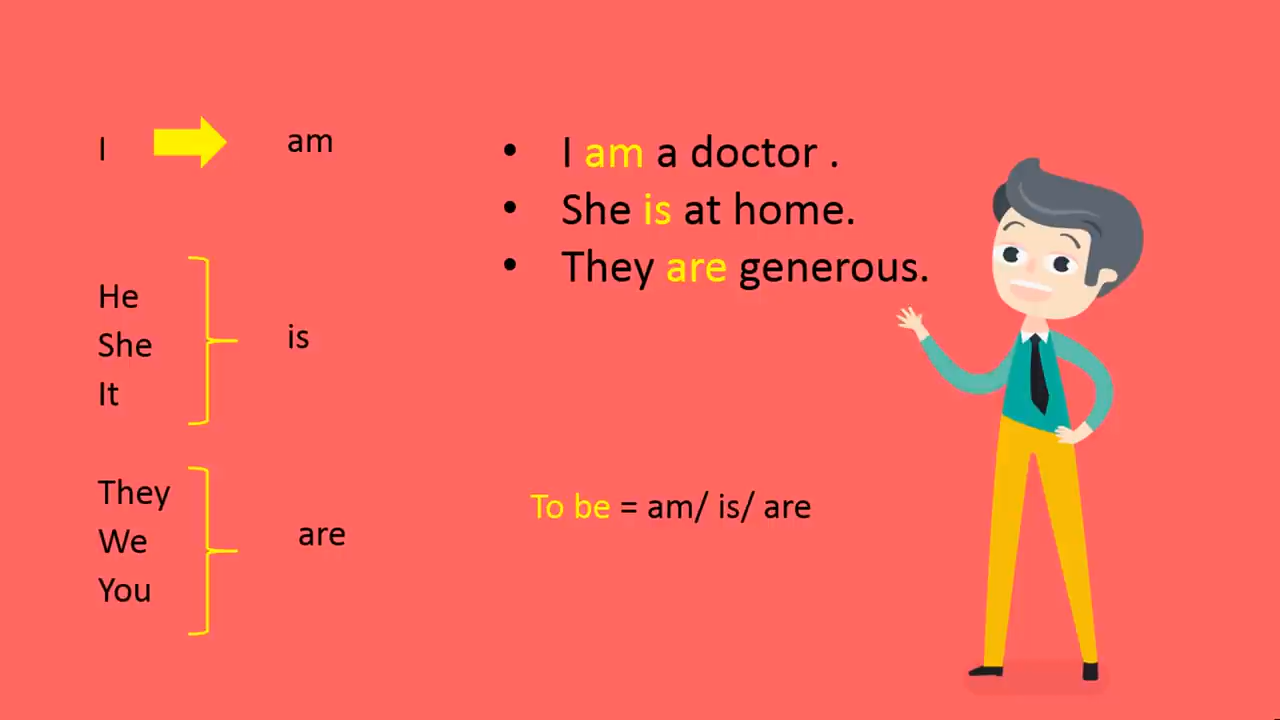 I
am
He
She
It
is
They
We
You
are
• I am a doctor .
• She is at home.
• They are generous.
To be = am/ is/ are